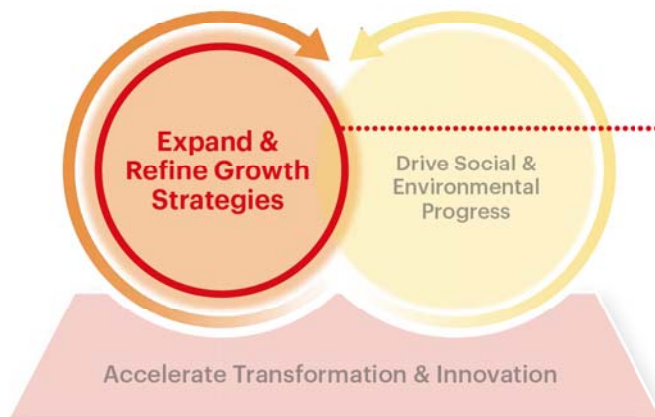 Expand &
Refine Growth
Strategies
Drive Social &
Environmental
Progress
Accelerate Transformation & Innovation